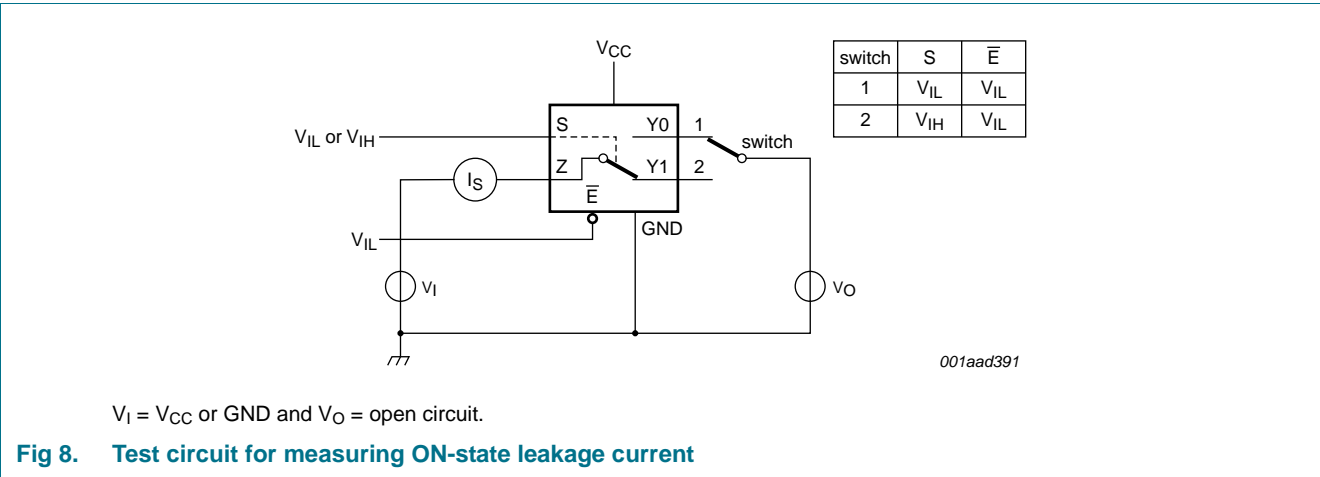 VCC
switch S E̅
1 VIL VIL
2 VIH VIL
VIL or VIH
S Y0 1
switch
IS
Z Y1 2
E̅
GND
VIL
VI
VO
001aad391
VI = VCC or GND and VO = open circuit.
Fig 8. Test circuit for measuring ON-state leakage current